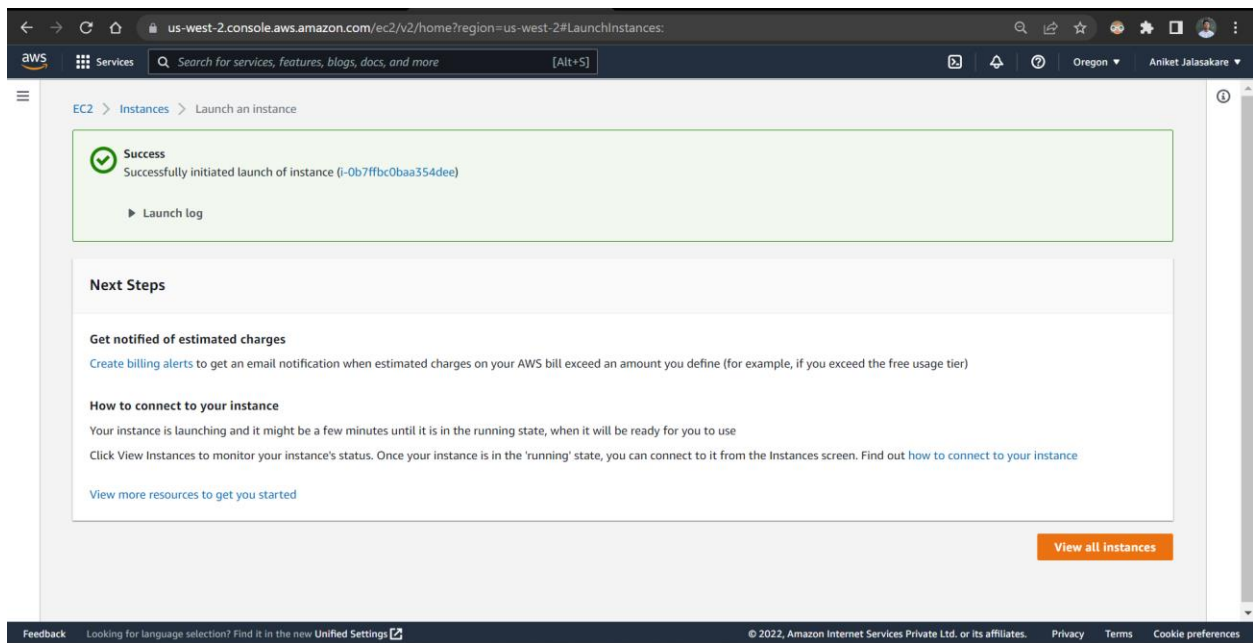 us-west-2.console.aws.amazon.com/ec2/v2/home?region=us-west-2#LaunchInstances:
aws
Services
Search for services, features, blogs, docs, and more
[Alt+S]
Oregon
Aniket Jalasakare
EC2 > Instances > Launch an instance
Success
Successfully initiated launch of instance (i-0b7ffbc0baa354dee)
Launch log
Next Steps
Get notified of estimated charges
Create billing alerts to get an email notification when estimated charges on your AWS bill exceed an amount you define (for example, if you exceed the free usage tier)
How to connect to your instance
Your instance is launching and it might be a few minutes until it is in the running state, when it will be ready for you to use
Click View Instances to monitor your instance's status. Once your instance is in the 'running' state, you can connect to it from the Instances screen. Find out how to connect to your instance
View more resources to get you started
View all instances
Feedback
Looking for language selection? Find it in the new Unified Settings
© 2022, Amazon Internet Services Private Ltd. or its affiliates.
Privacy
Terms
Cookie preferences